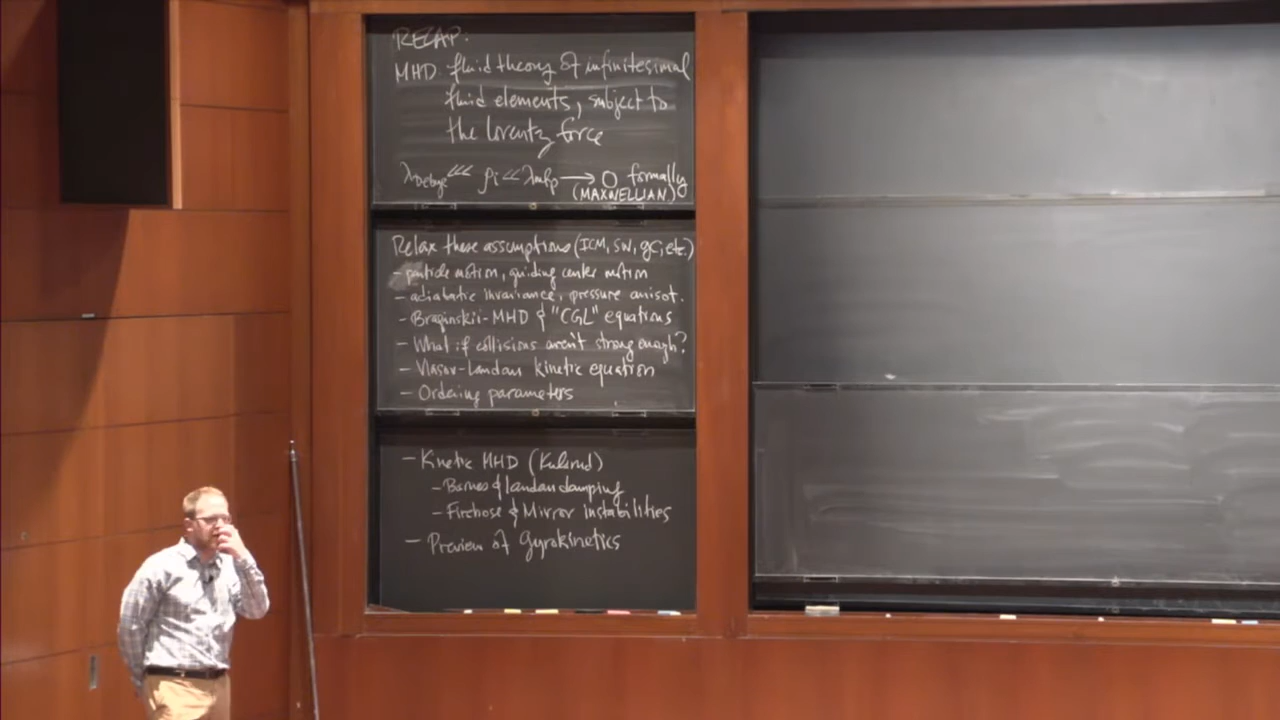 RECAP:
MHD: fluid theory of infinitesimal
fluid elements, subject to
the Lorentz force
λDebye <<< ρi << λmfp → 0 formally
(MAXWELLIAN)
Relax these assumptions (ICM, SW, GC, etc.)
- particle motion, guiding center motion
- adiabatic invariance, pressure anisot.
- Braginskii-MHD & "CGL" equations
- What if collisions aren't strong enough?
- Vlasov-Landau kinetic equation
- Ordering parameters
- Kinetic MHD (Kulsrud)
- Barnes & Landau damping
- Firehose & Mirror instabilities
- Preview of Gyrokinetics